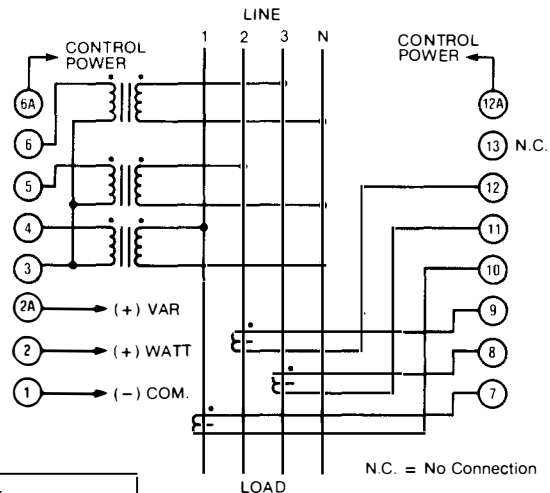 LINE
1 2 3 N
CONTROL
POWER
CONTROL
POWER
6A
12A
6
13 N.C.
5
12
4
11
3
10
2A (+) VAR
9
2 (+) WATT
8
1 (−) COM.
7
N.C. = No Connection
LOAD